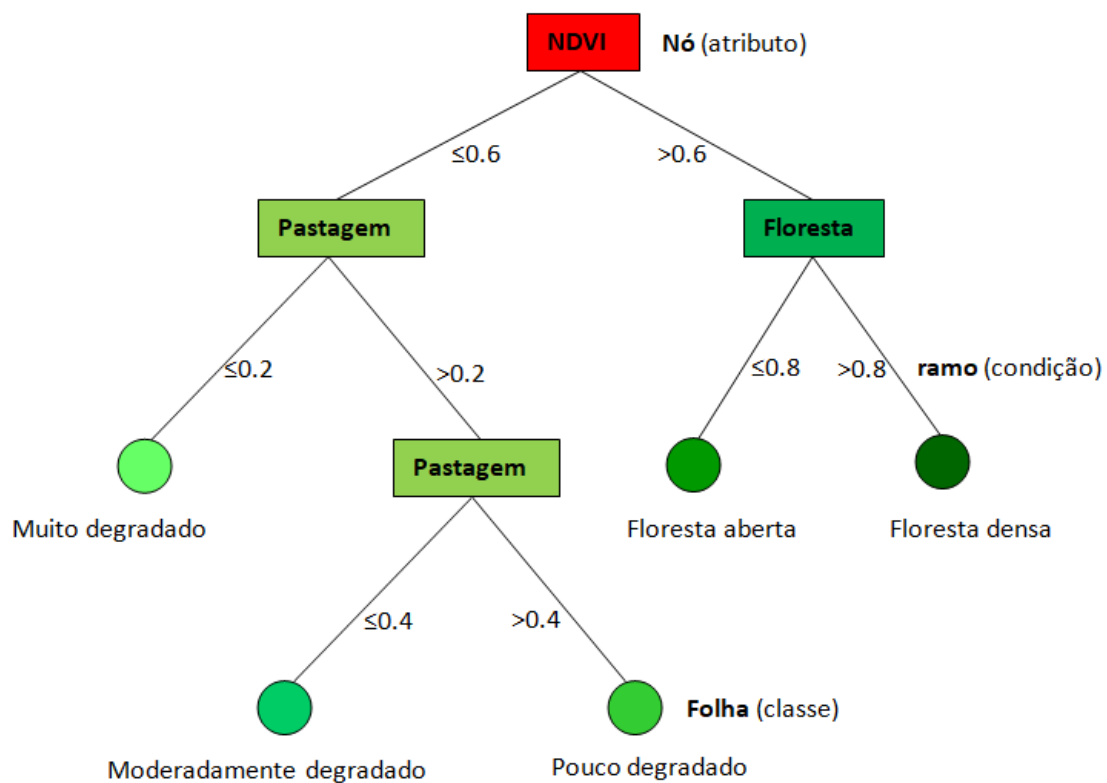 NDVI
Nó (atributo)
≤0.6
>0.6
Pastagem
Floresta
≤0.2
>0.2
≤0.8
>0.8
ramo (condição)
Pastagem
Muito degradado
Floresta aberta
Floresta densa
≤0.4
>0.4
Folha (classe)
Moderadamente degradado
Pouco degradado